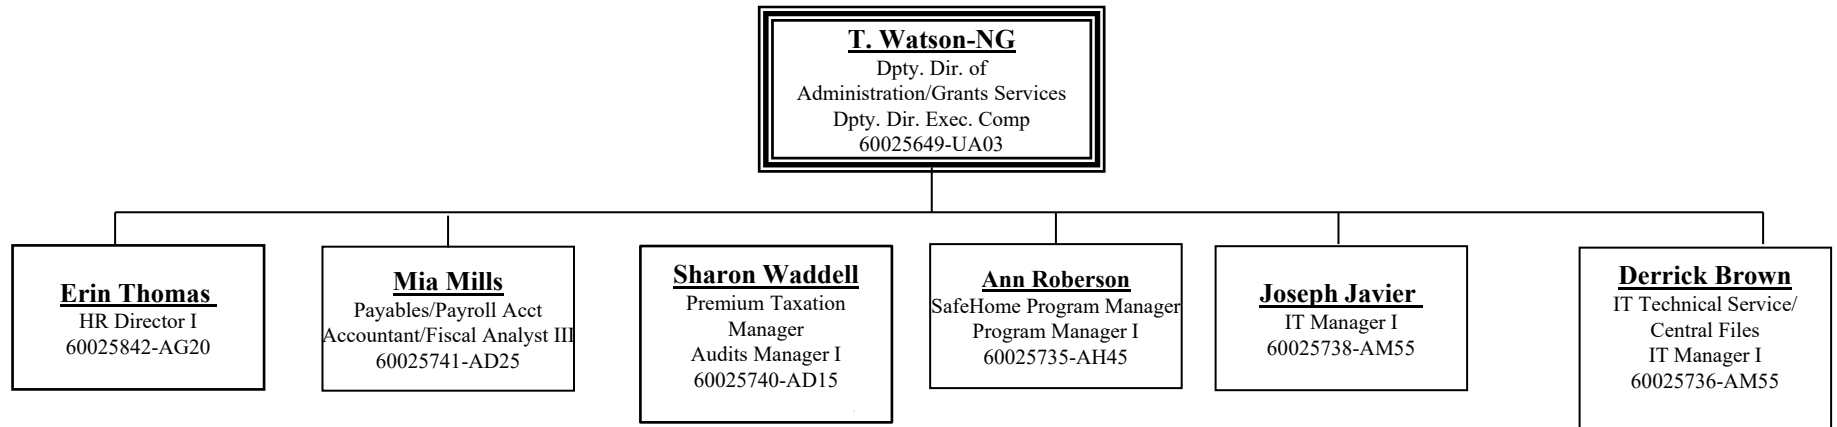 T. Watson-NG
Dpty. Dir. of
Administration/Grants Services
Dpty. Dir. Exec. Comp
60025649-UA03
Erin Thomas
HR Director I
60025842-AG20
Mia Mills
Payables/Payroll Acct
Accountant/Fiscal Analyst III
60025741-AD25
Sharon Waddell
Premium Taxation
Manager
Audits Manager I
60025740-AD15
Ann Roberson
SafeHome Program Manager
Program Manager I
60025735-AH45
Joseph Javier
IT Manager I
60025738-AM55
Derrick Brown
IT Technical Service/
Central Files
IT Manager I
60025736-AM55